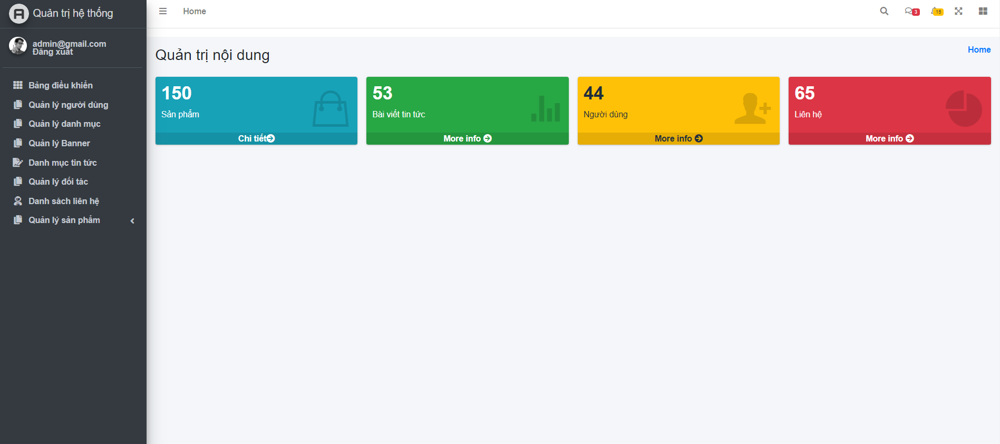 Quản trị hệ thống
admin@gmail.com
Đăng xuất
Bảng điều khiển
Quản lý người dùng
Quản lý danh mục
Quản lý Banner
Danh mục tin tức
Quản lý đối tác
Danh sách liên hệ
Quản lý sản phẩm
Home
3
15
Quản trị nội dung
Home
150
Sản phẩm
Chi tiết
53
Bài viết tin tức
More info
44
Người dùng
More info
65
Liên hệ
More info